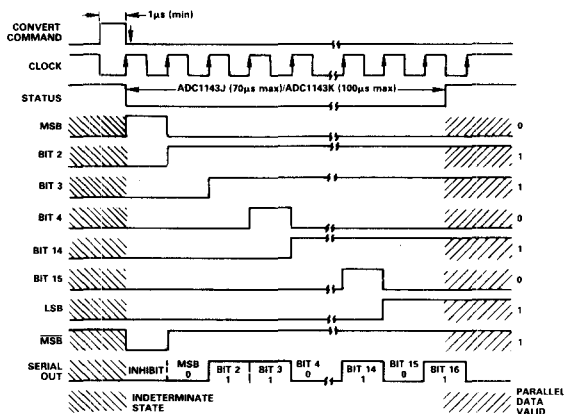 1μs (min)
CONVERT
COMMAND
CLOCK
STATUS
ADC1143J (70μs max)/ADC1143K (100μs max)
MSB
0
BIT 2
1
BIT 3
1
BIT 4
0
BIT 14
1
BIT 15
0
LSB
1
MSB
1
SERIAL
OUT
INHIBIT
MSB
0
BIT 2
1
BIT 3
1
BIT 4
0
BIT 14
1
BIT 15
0
BIT 16
1
INDETERMINATE
STATE
PARALLEL
DATA
VALID